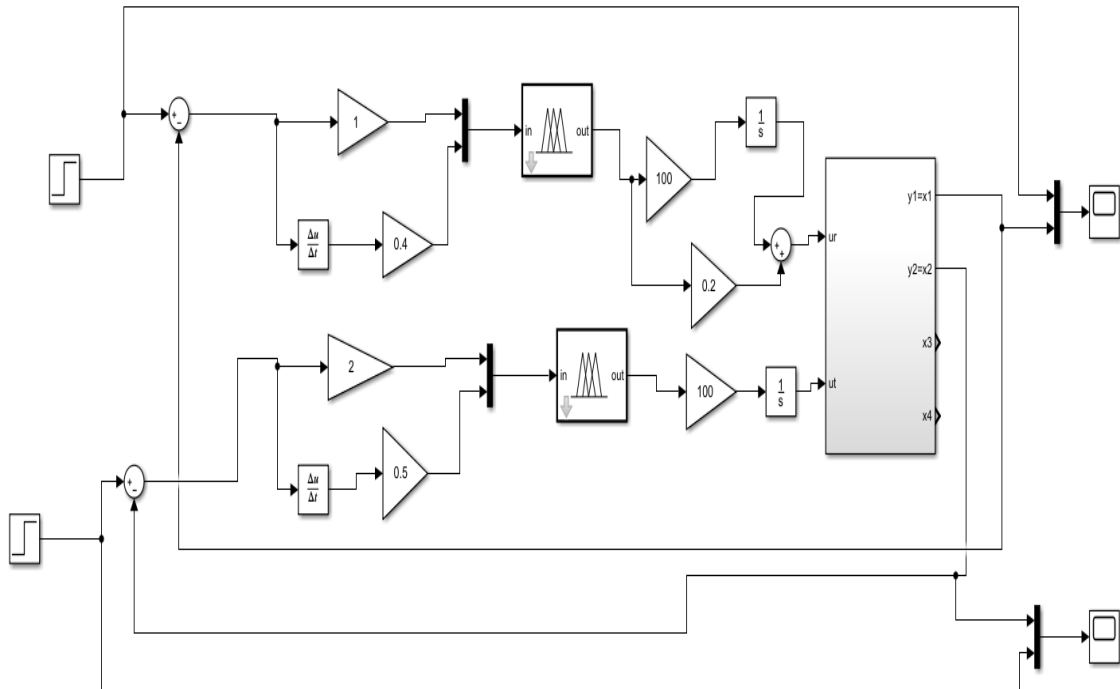 +
−
1
in
out
1
s
100
y1=x1
Δu
Δt
0.4
+
+
ur
0.2
y2=x2
2
in
out
100
1
s
x3
ut
x4
+
−
Δu
Δt
0.5